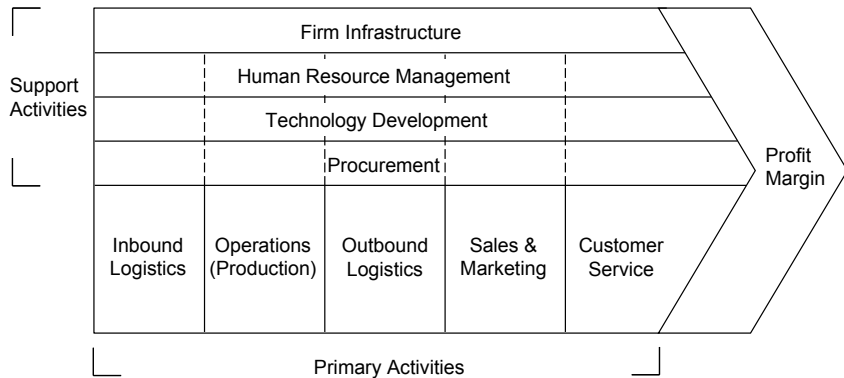 Firm Infrastructure
Human Resource Management
Support
Activities
Technology Development
Procurement
Profit
Margin
Inbound
Logistics
Operations
(Production)
Outbound
Logistics
Sales &
Marketing
Customer
Service
Primary Activities